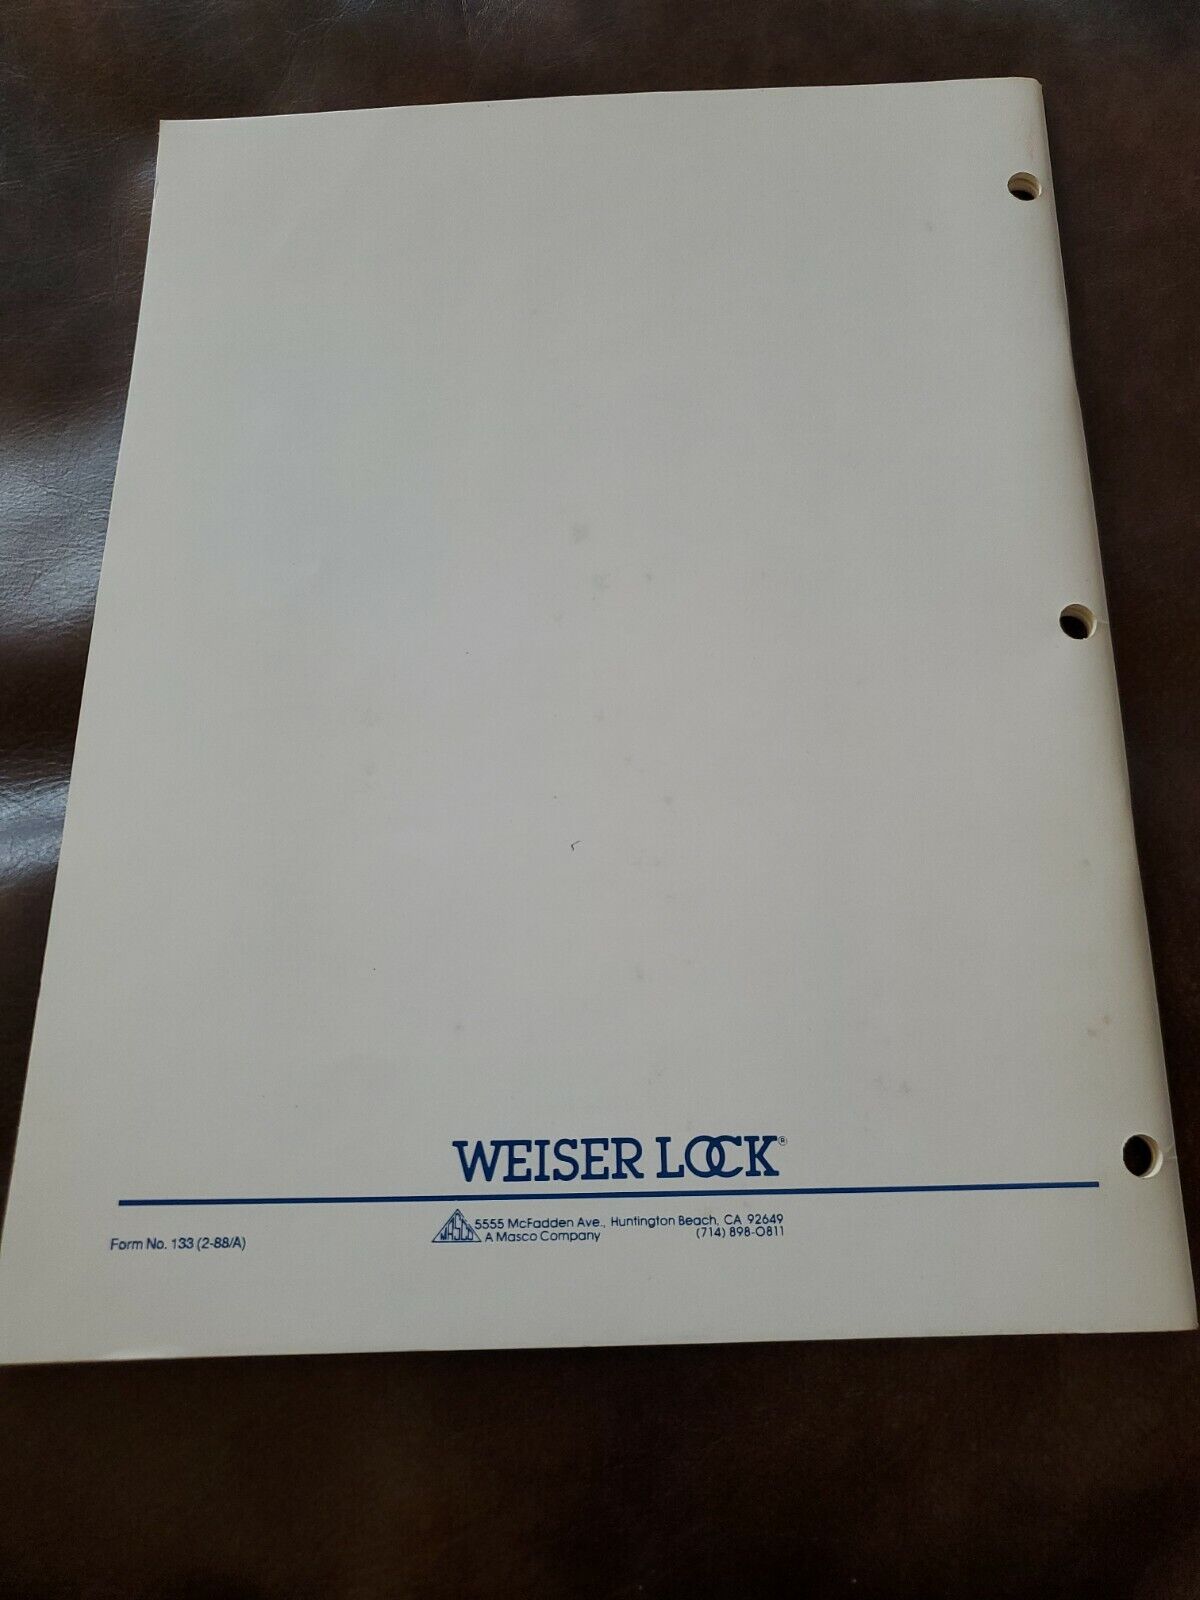 WEISER LOCK®
MASCO
5555 McFadden Ave., Huntington Beach, CA 92649
A Masco Company (714) 898-0811
Form No. 133 (2-88/A)